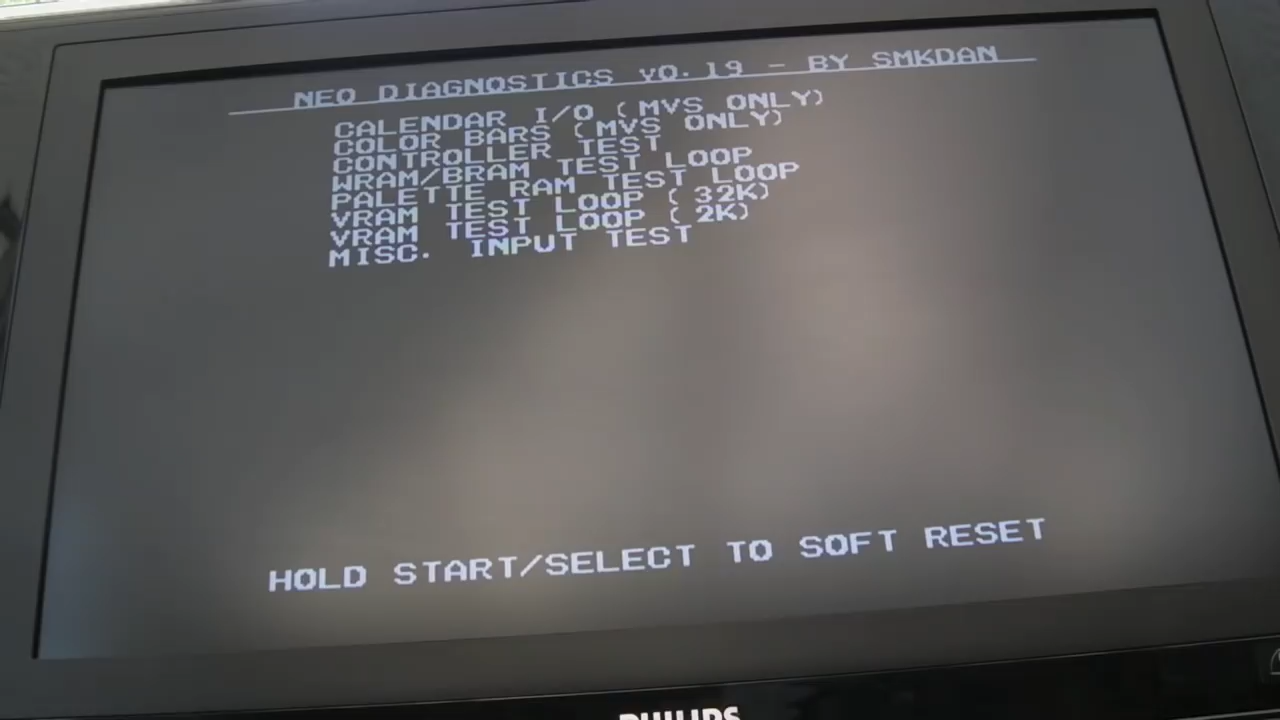 NEO DIAGNOSTICS v0.19 - BY SMKDAN
CALENDAR I/O (MVS ONLY)
COLOR BARS (MVS ONLY)
CONTROLLER TEST
WRAM/BRAM TEST LOOP
PALETTE RAM TEST LOOP
VRAM TEST LOOP (32K)
VRAM TEST LOOP ( 2K)
MISC. INPUT TEST
HOLD START/SELECT TO SOFT RESET
PHILIPS